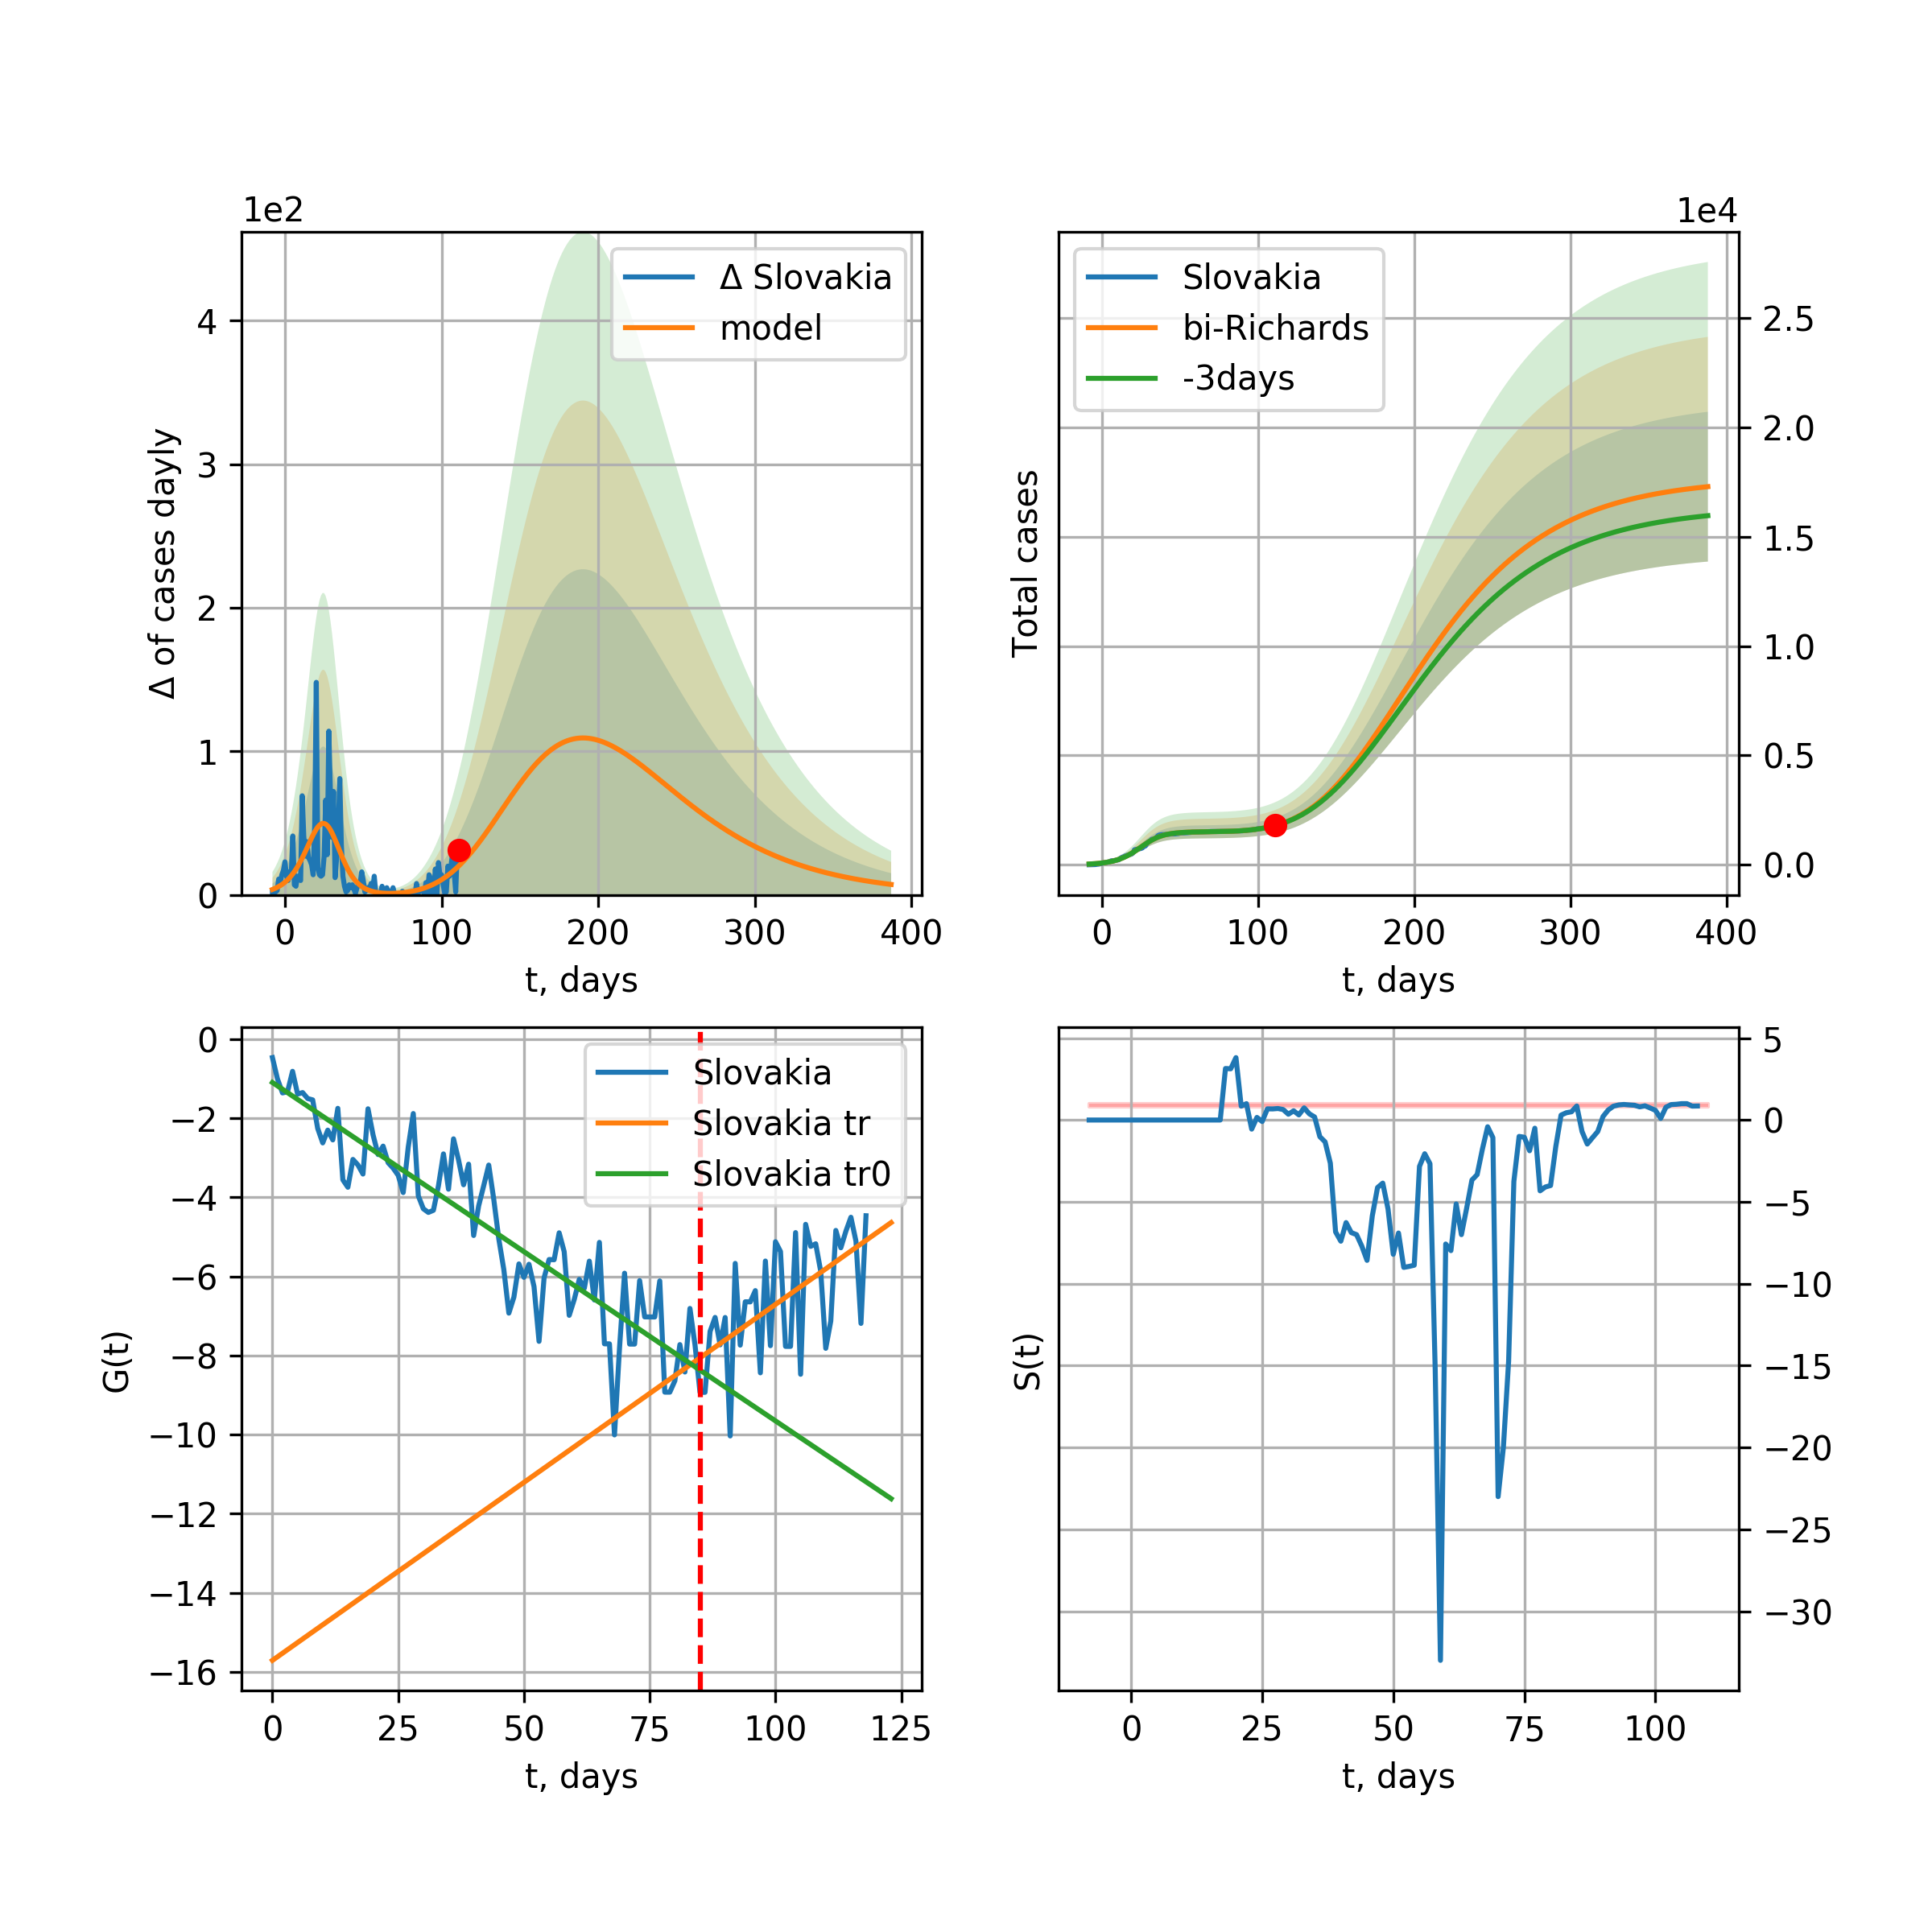 1e2
Δ of cases dayly
4
3
2
1
0
0 100 200 300 400
t, days
Δ Slovakia
model
1e4
Total cases
2.5
2.0
1.5
1.0
0.5
0.0
0 100 200 300 400
t, days
Slovakia
bi-Richards
-3days
G(t)
0
−2
−4
−6
−8
−10
−12
−14
−16
0 25 50 75 100 125
t, days
Slovakia
Slovakia tr
Slovakia tr0
S(t)
5
0
−5
−10
−15
−20
−25
−30
0 25 50 75 100
t, days